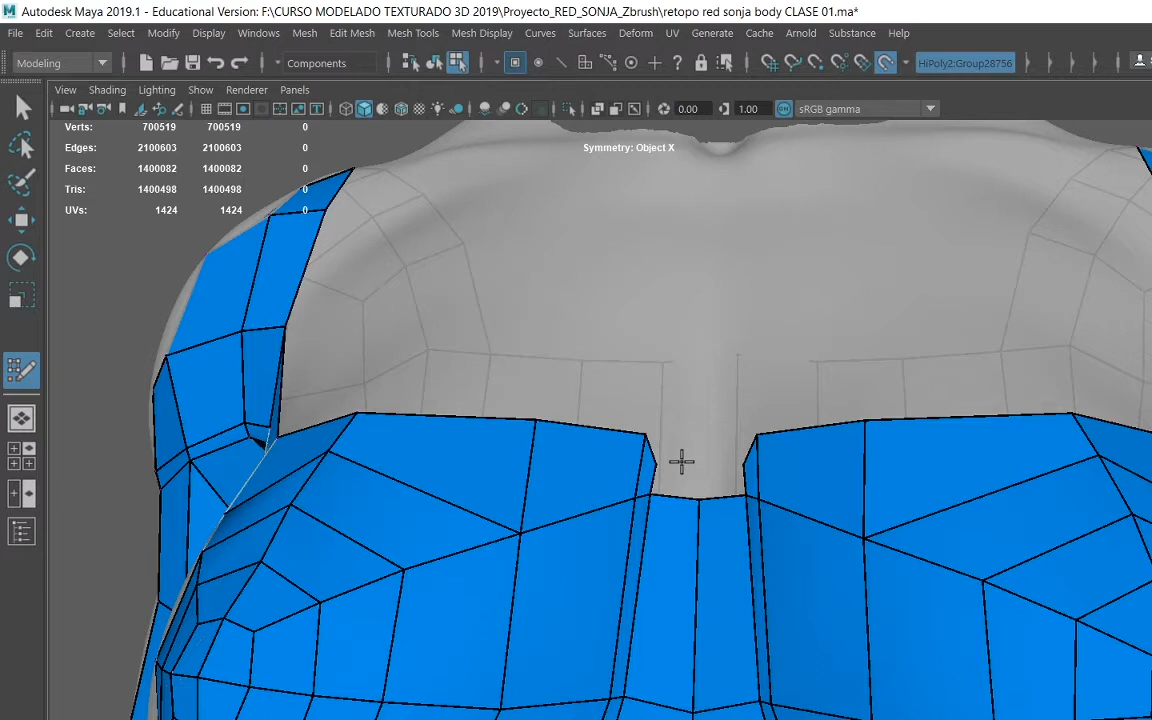 Autodesk Maya 2019.1 - Educational Version: F:\CURSO MODELADO TEXTURADO 3D 2019\Proyecto_RED_SONJA_Zbrush\retopo red sonja body CLASE 01.ma*
File Edit Create Select Modify Display Windows Mesh Edit Mesh Mesh Tools Mesh Display Curves Surfaces Deform UV Generate Cache Arnold Substance Help
Modeling Components HiPoly2:Group28756
View Shading Lighting Show Renderer Panels
0.00 1.00 sRGB gamma
Verts: 700519 700519 0
Edges: 2100603 2100603 0 Symmetry: Object X
Faces: 1400082 1400082 0
Tris: 1400498 1400498 0
UVs: 1424 1424 0